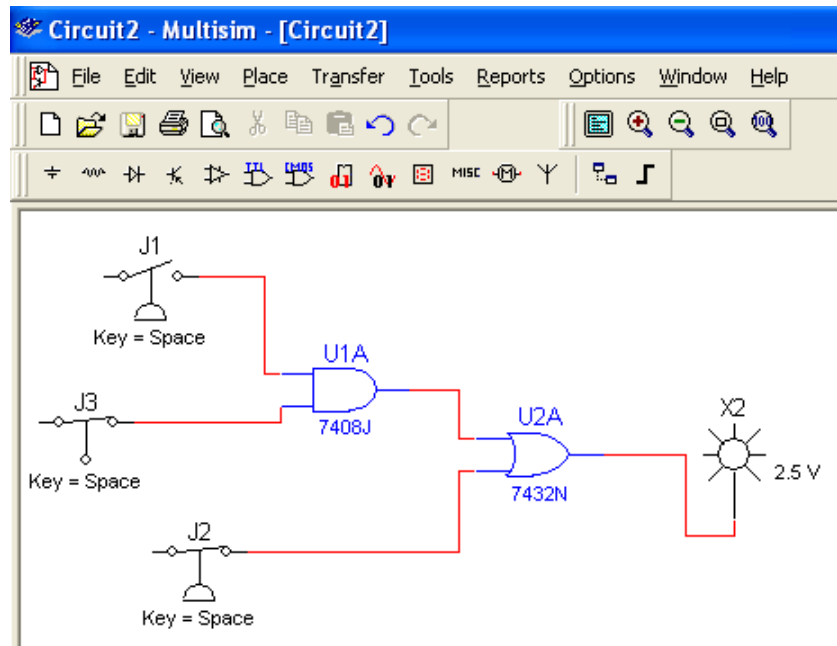 Circuit2 - Multisim - [Circuit2]
File Edit View Place Transfer Tools Reports Options Window Help
TTL CMOS MISC M
J1
Key = Space
U1A
7408J
J3
Key = Space
U2A
7432N
X2
2.5 V
J2
Key = Space